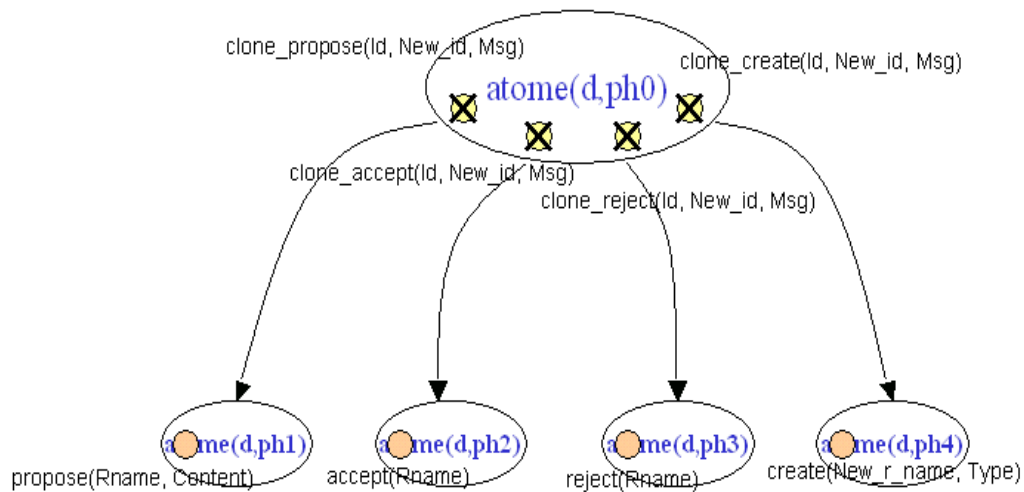 clone_propose(Id, New_id, Msg)
clone_create(Id, New_id, Msg)
atome(d,ph0)
clone_accept(Id, New_id, Msg)
clone_reject(Id, New_id, Msg)
atome(d,ph1)
atome(d,ph2)
atome(d,ph3)
atome(d,ph4)
propose(Rname, Content)
accept(Rname)
reject(Rname)
create(New_r_name, Type)